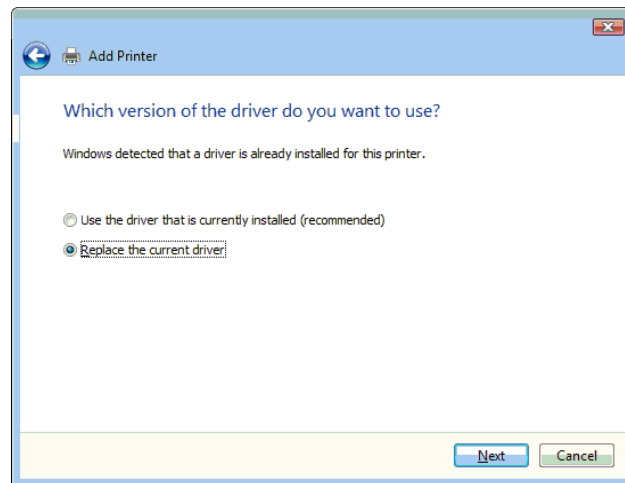 Add Printer
Which version of the driver do you want to use?
Windows detected that a driver is already installed for this printer.
Use the driver that is currently installed (recommended)
Replace the current driver
Next Cancel